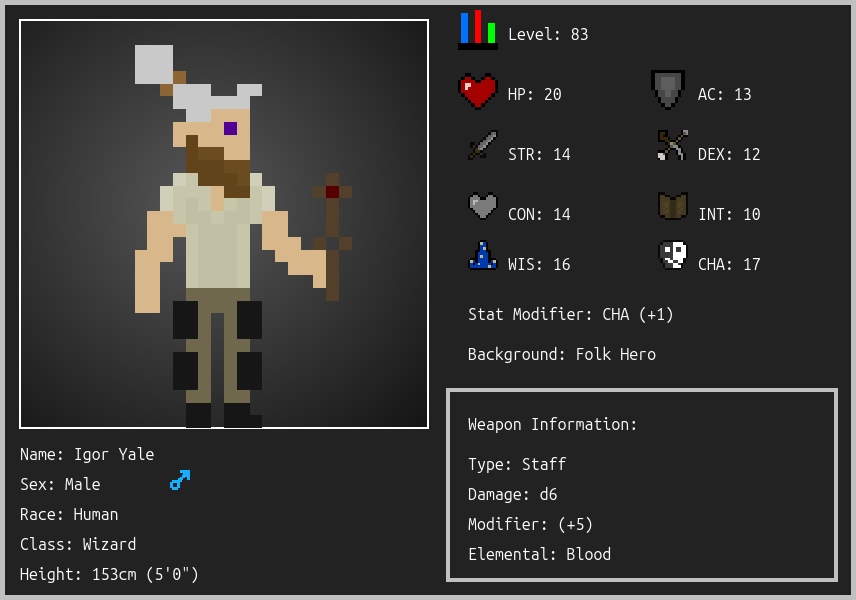 Level: 83
HP: 20
AC: 13
STR: 14
DEX: 12
CON: 14
INT: 10
WIS: 16
CHA: 17
Stat Modifier: CHA (+1)
Background: Folk Hero
Weapon Information:
Type: Staff
Damage: d6
Modifier: (+5)
Elemental: Blood
Name: Igor Yale
Sex: Male
Race: Human
Class: Wizard
Height: 153cm (5'0")